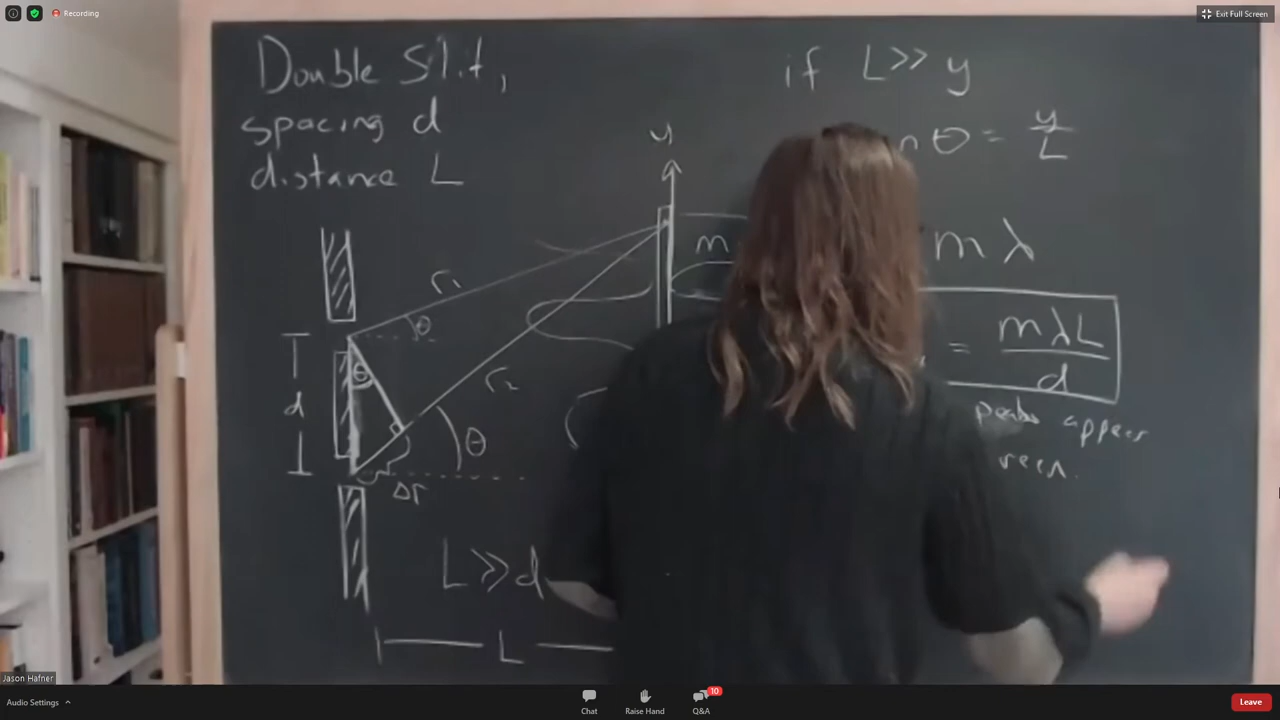 Recording
Exit Full Screen
Double Slit,
spacing d
distance L
if L>> y
θ = y/L
y
m
mλ
r₁
θ
= mλL/d
θ
r₂
d
θ
peaks appear
Δr
L >> d
L
Jason Hafner
Audio Settings
Chat
Raise Hand
10
Q&A
Leave